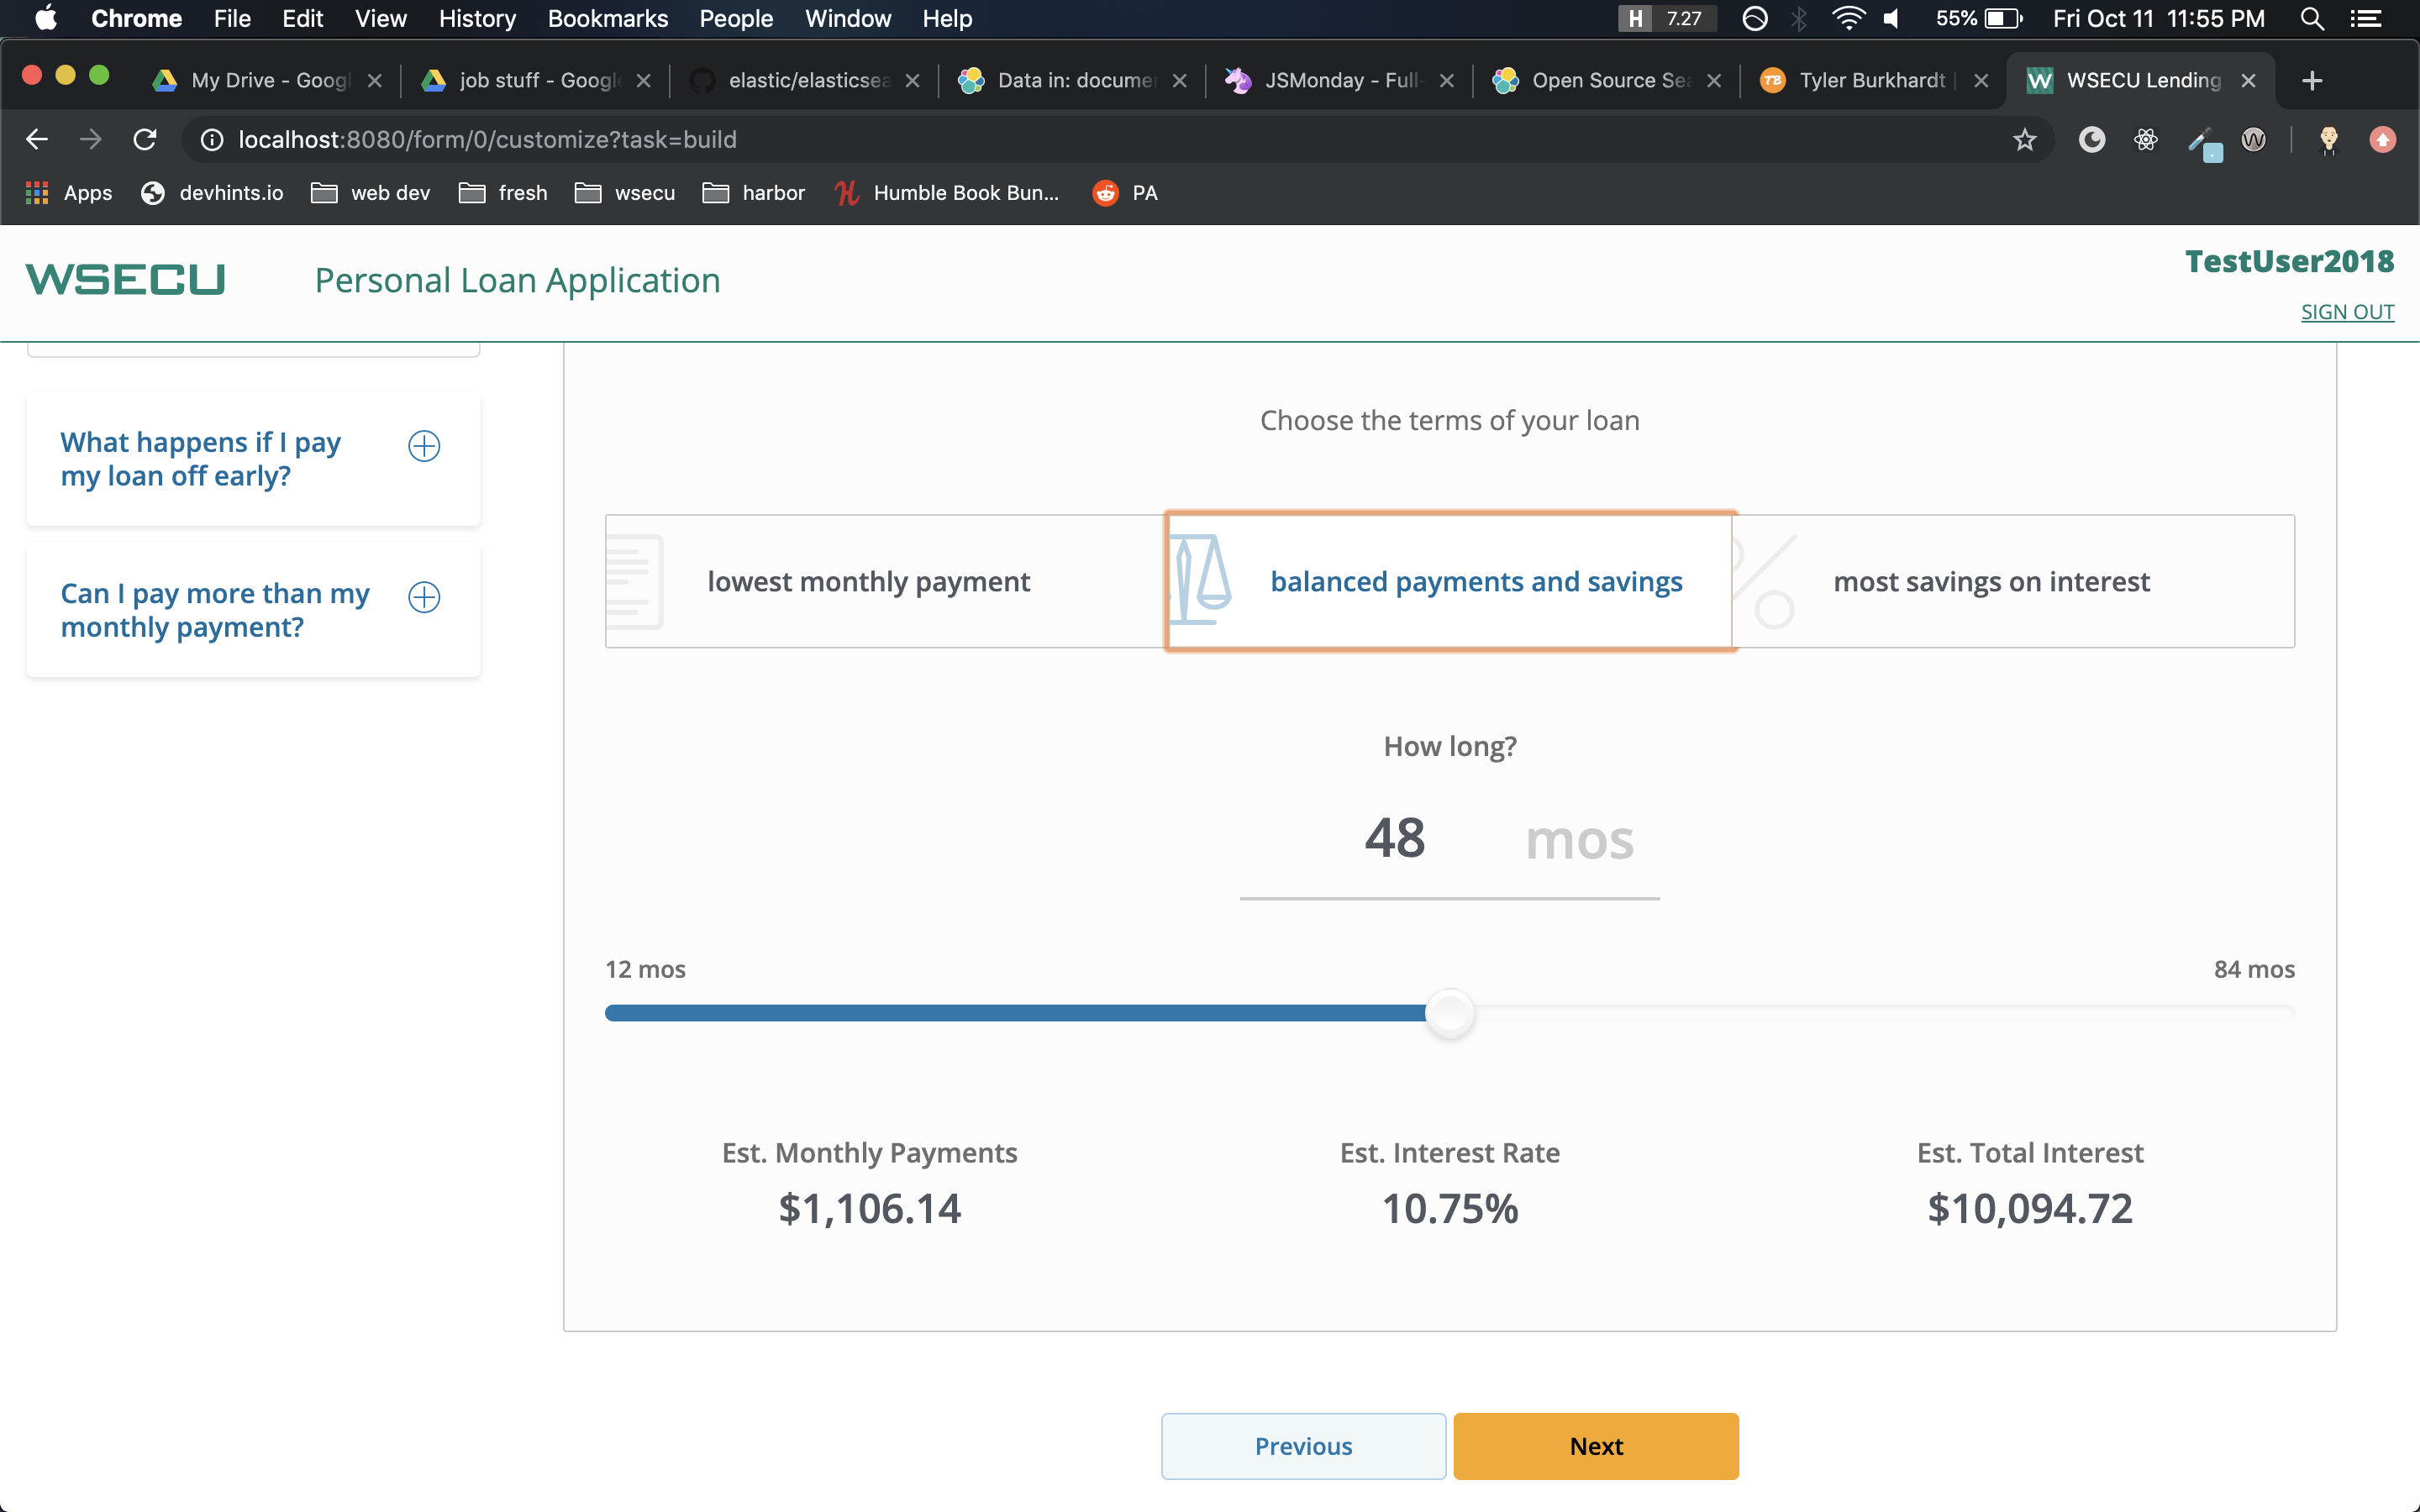 Chrome File Edit View History Bookmarks People Window Help H 7.27 55% Fri Oct 11 11:55 PM
My Drive - Googl job stuff - Google elastic/elasticsea Data in: documen JSMonday - Full- Open Source Sea TB Tyler Burkhardt | W WSECU Lending
localhost:8080/form/0/customize?task=build
Apps devhints.io web dev fresh wsecu harbor Humble Book Bun... PA
WSECU Personal Loan Application TestUser2018
SIGN OUT
Choose the terms of your loan
What happens if I pay
my loan off early?
lowest monthly payment balanced payments and savings most savings on interest
Can I pay more than my
monthly payment?
How long?
48 mos
12 mos 84 mos
Est. Monthly Payments Est. Interest Rate Est. Total Interest
$1,106.14 10.75% $10,094.72
Previous Next